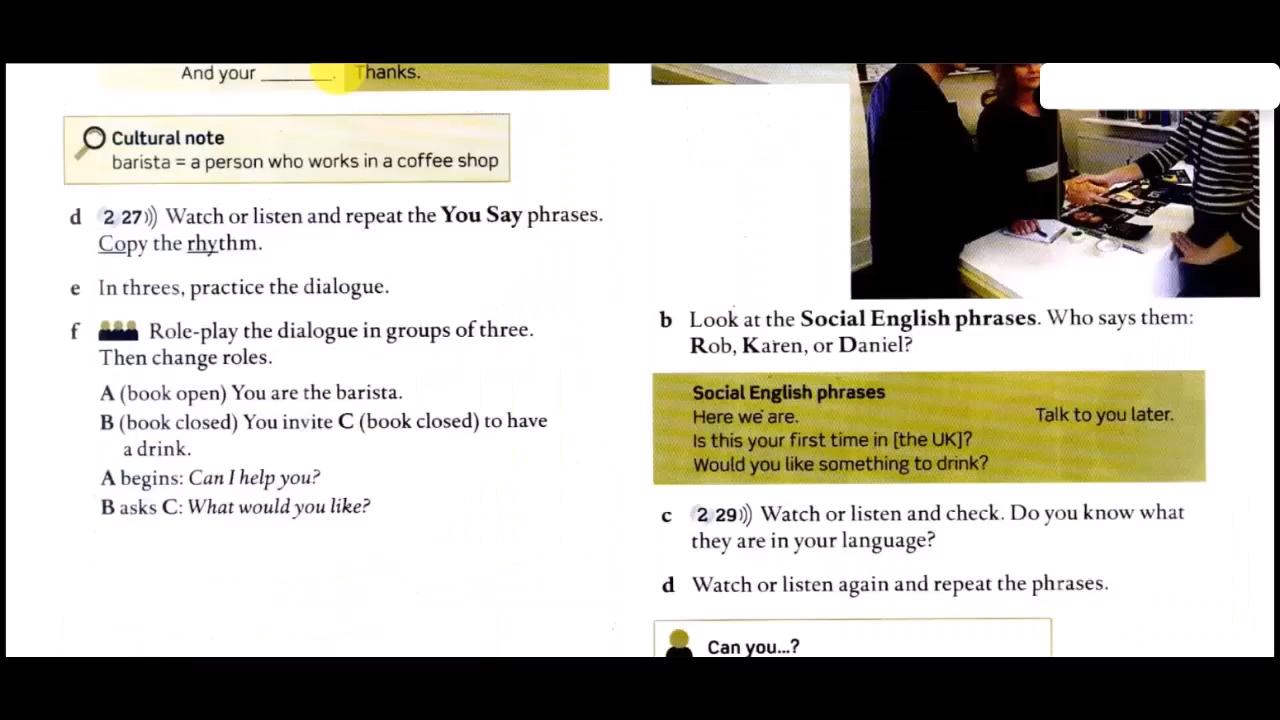 And your _______. Thanks.
Cultural note
barista = a person who works in a coffee shop
d 2 27 Watch or listen and repeat the You Say phrases.
Copy the rhythm.
e In threes, practice the dialogue.
f Role-play the dialogue in groups of three.
Then change roles.
A (book open) You are the barista.
B (book closed) You invite C (book closed) to have
a drink.
A begins: Can I help you?
B asks C: What would you like?
b Look at the Social English phrases. Who says them:
Rob, Karen, or Daniel?
Social English phrases
Here we are. Talk to you later.
Is this your first time in [the UK]?
Would you like something to drink?
c 2 29 Watch or listen and check. Do you know what
they are in your language?
d Watch or listen again and repeat the phrases.
Can you...?